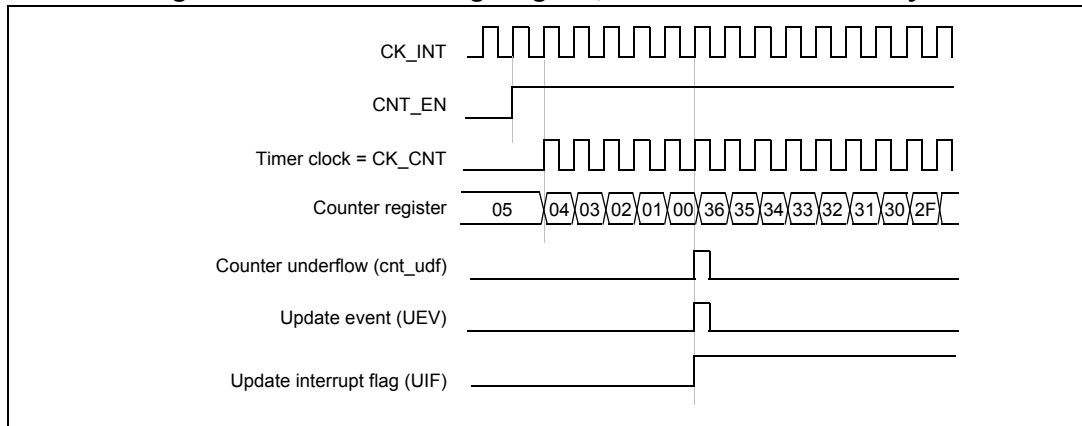 CK_INT
CNT_EN
Timer clock = CK_CNT
Counter register 05 04 03 02 01 00 36 35 34 33 32 31 30 2F
Counter underflow (cnt_udf)
Update event (UEV)
Update interrupt flag (UIF)